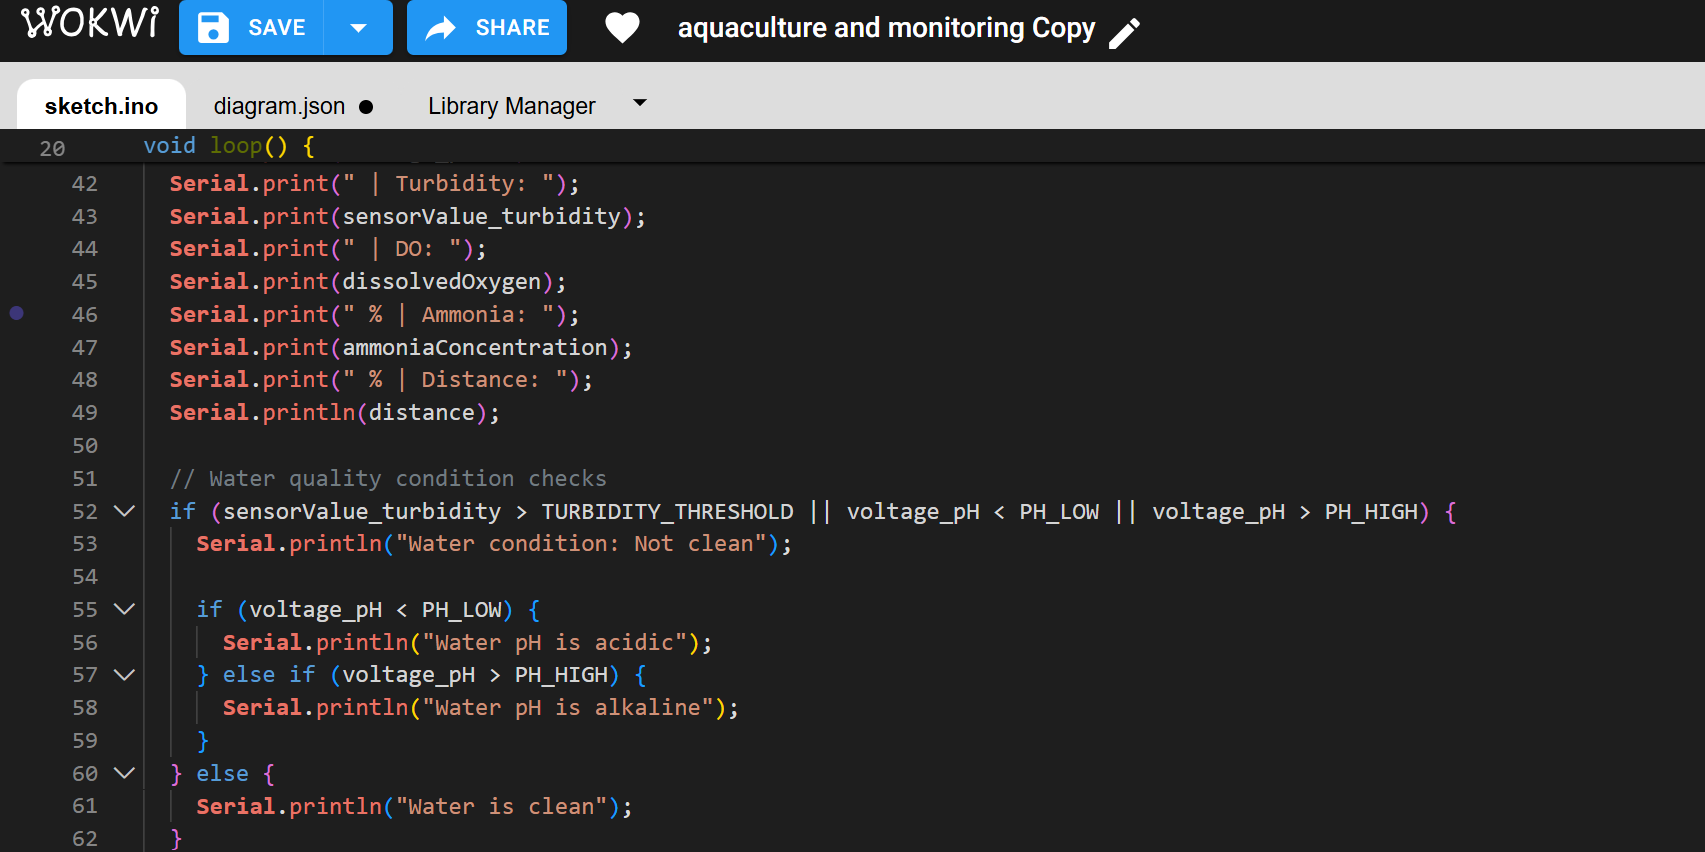 WOKWi SAVE SHARE aquaculture and monitoring Copy
sketch.ino diagram.json Library Manager
20 void loop() {
42 Serial.print(" | Turbidity: ");
43 Serial.print(sensorValue_turbidity);
44 Serial.print(" | DO: ");
45 Serial.print(dissolvedOxygen);
46 Serial.print(" % | Ammonia: ");
47 Serial.print(ammoniaConcentration);
48 Serial.print(" % | Distance: ");
49 Serial.println(distance);
50
51 // Water quality condition checks
52 if (sensorValue_turbidity > TURBIDITY_THRESHOLD || voltage_pH < PH_LOW || voltage_pH > PH_HIGH) {
53 Serial.println("Water condition: Not clean");
54
55 if (voltage_pH < PH_LOW) {
56 Serial.println("Water pH is acidic");
57 } else if (voltage_pH > PH_HIGH) {
58 Serial.println("Water pH is alkaline");
59 }
60 } else {
61 Serial.println("Water is clean");
62 }